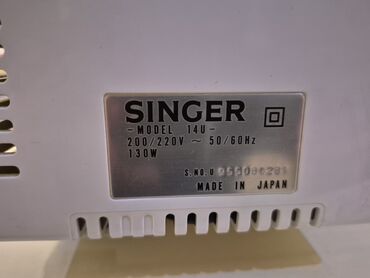 SINGER
-MODEL 14U-
200/220V ~ 50/60Hz
130W
S.NO.U
MADE IN JAPAN